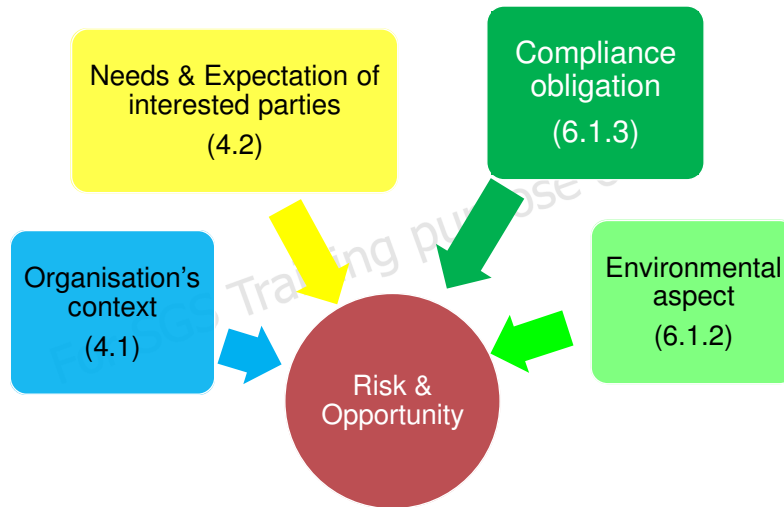 Needs & Expectation of
interested parties
(4.2)
Compliance
obligation
(6.1.3)
Organisation's
context
(4.1)
Environmental
aspect
(6.1.2)
Risk &
Opportunity